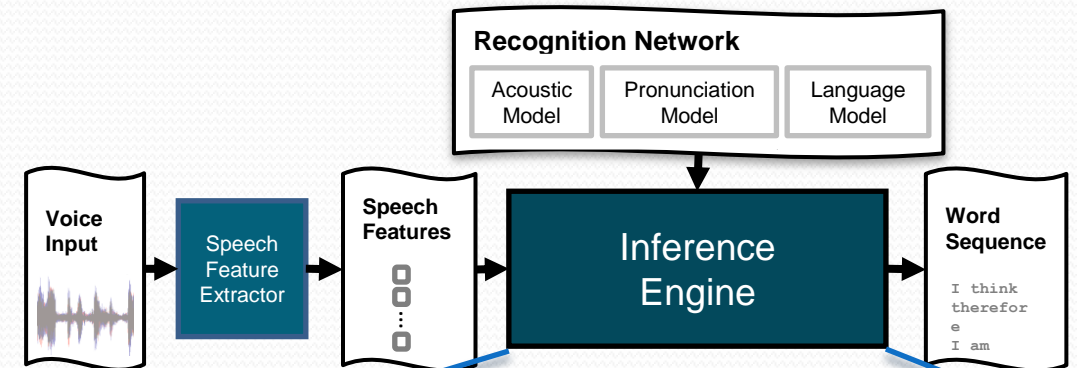 Recognition Network
Acoustic
Model
Pronunciation
Model
Language
Model
Voice
Input
Speech
Feature
Extractor
Speech
Features
Inference
Engine
Word
Sequence
I think
therefor
e
I am